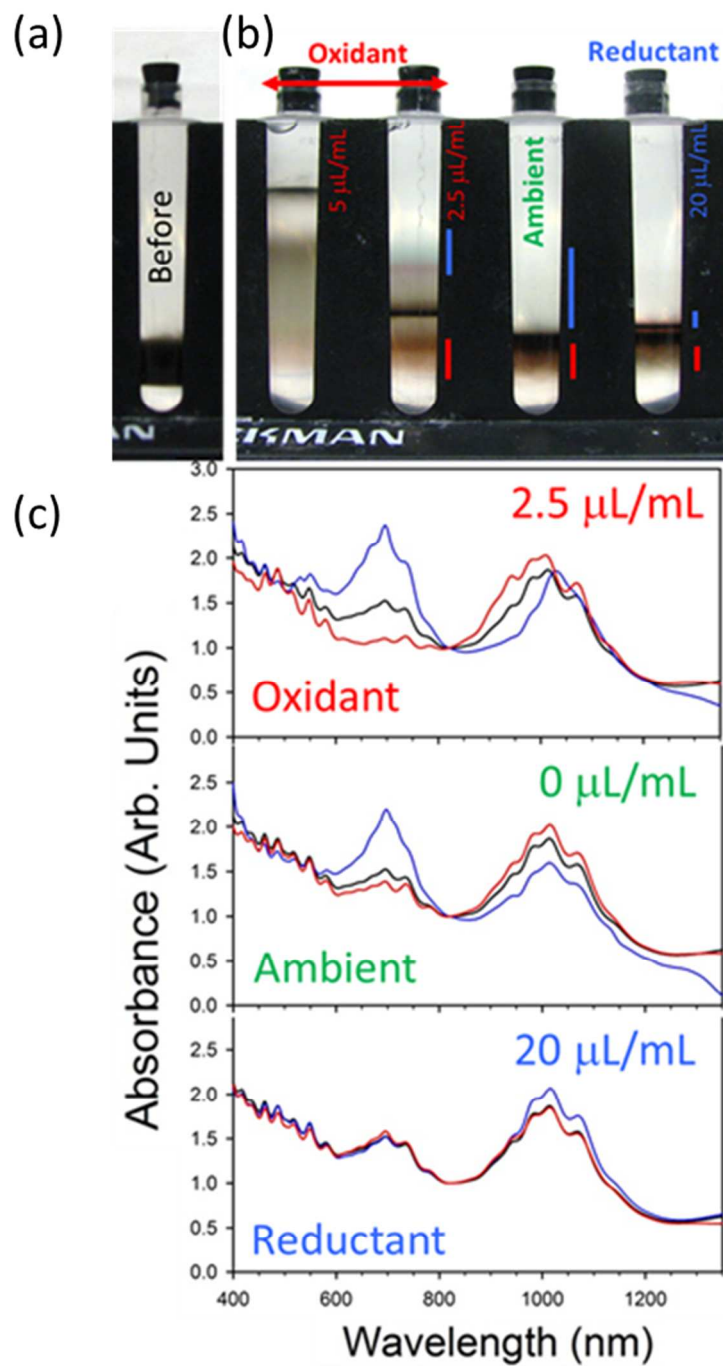 (a)
(b)
Oxidant
Reductant
Before
5 μL/mL
2.5 μL/mL
Ambient
20 μL/mL
AN
KMAN
(c)
Absorbance (Arb. Units)
3.0
2.5
2.0
1.5
1.0
0.5
0.0
2.5 μL/mL
Oxidant
2.5
2.0
1.5
1.0
0.5
0.0
0 μL/mL
Ambient
2.5
2.0
1.5
1.0
0.5
0.0
20 μL/mL
Reductant
400 600 800 1000 1200
Wavelength (nm)